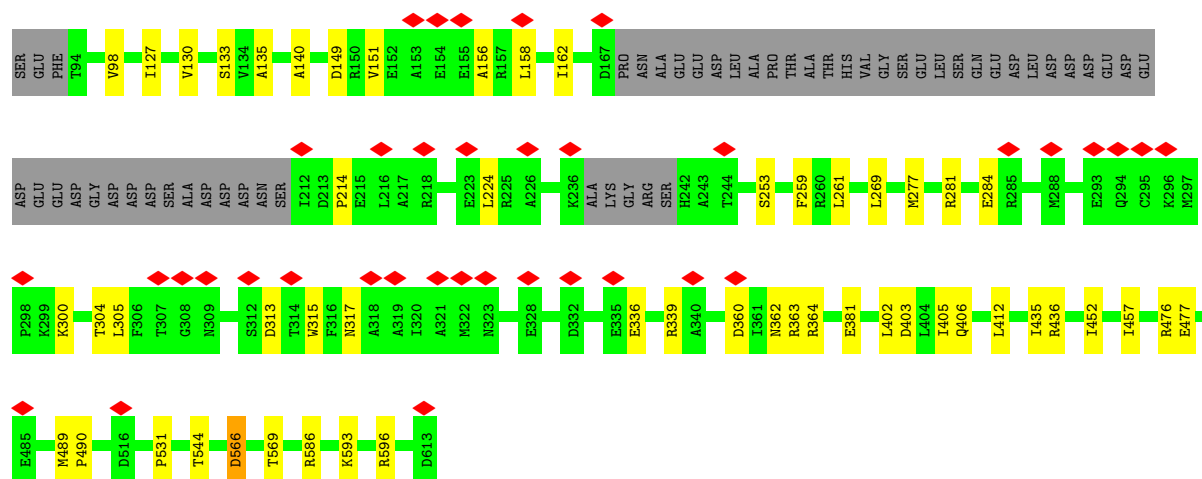 SER GLU PHE T94 V98 I127 V130 S133 V134 A135 A140 D149 R150 V151 E152 A153 E154 E155 A156 R157 L158 I162 D167 PRO ASN ALA GLU GLU ASP LEU ALA PRO THR ALA THR HIS VAL GLY SER GLU LEU SER GLN GLU ASP LEU ASP ASP ASP GLU ASP GLU
ASP GLU GLU ASP GLY ASP ASP ASP SER ALA ASP ASP ASP ASN SER I212 D213 P214 E215 L216 A217 R218 E223 L224 R225 A226 K236 ALA LYS GLY ARG SER H242 A243 T244 S253 F259 R260 L261 L269 M277 R281 E284 R285 M288 E293 Q294 C295 K296 M297
P298 K299 K300 T304 L305 F306 T307 G308 N309 S312 D313 T314 W315 F316 N317 A318 A319 I320 A321 M322 N323 E328 D332 E335 E336 R339 A340 D360 I361 N362 R363 R364 E381 L402 D403 L404 I405 Q406 L412 I435 R436 I452 I457 R476 E477
E485 M489 P490 D516 P531 T544 D566 T569 R586 K593 R596 D613